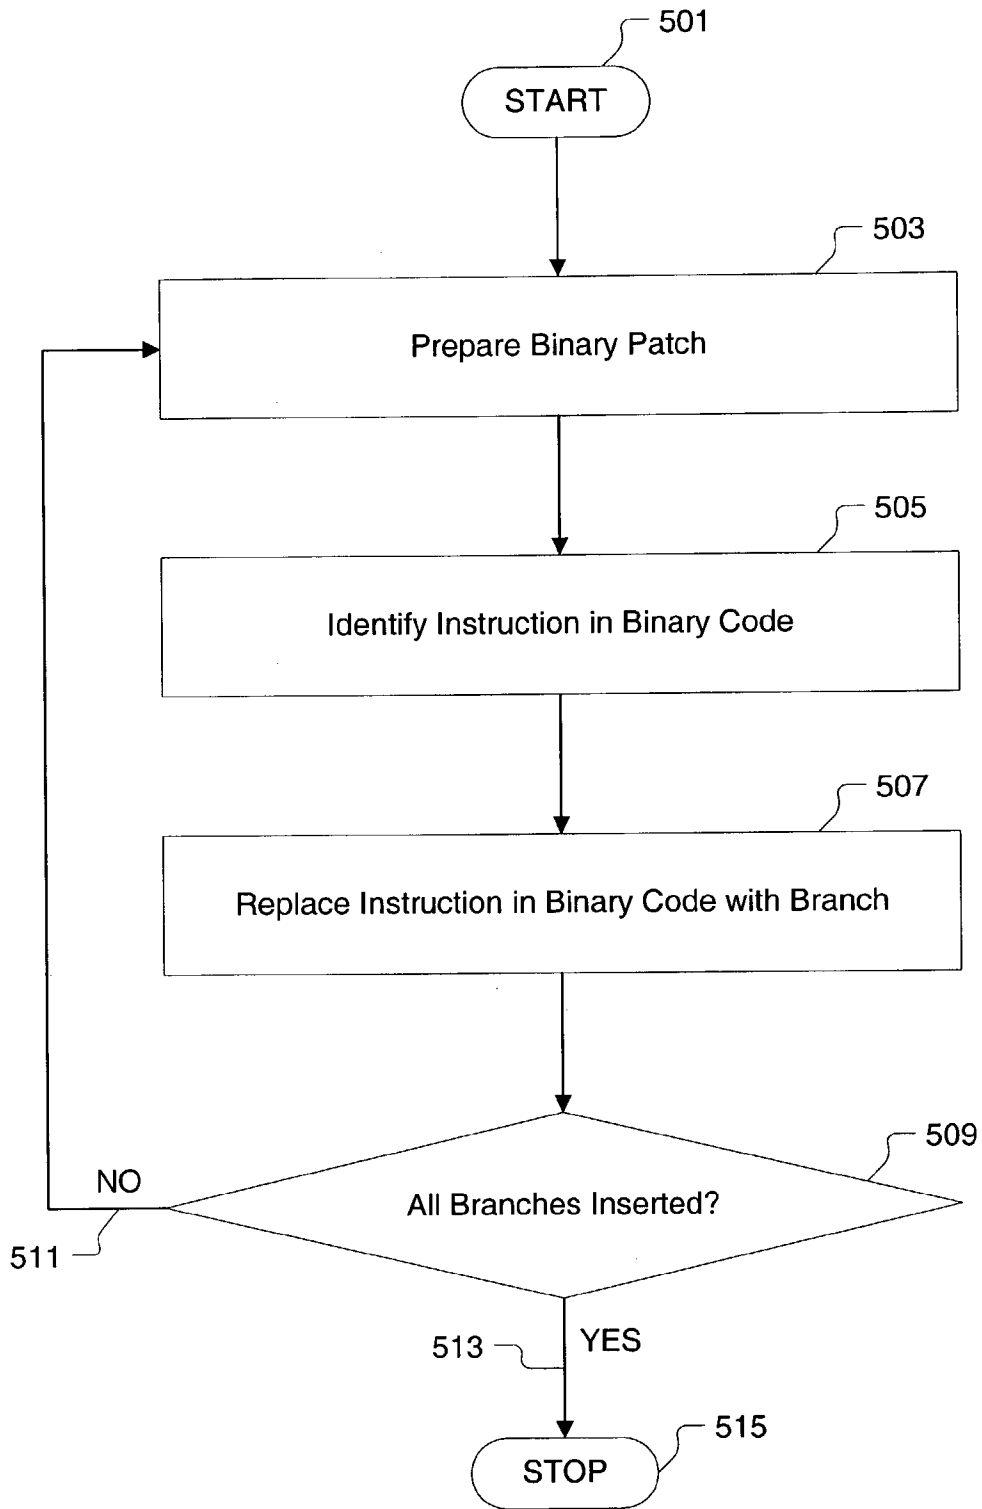 501
START
503
Prepare Binary Patch
505
Identify Instruction in Binary Code
507
Replace Instruction in Binary Code with Branch
509
All Branches Inserted?
NO
511
YES
513
515
STOP